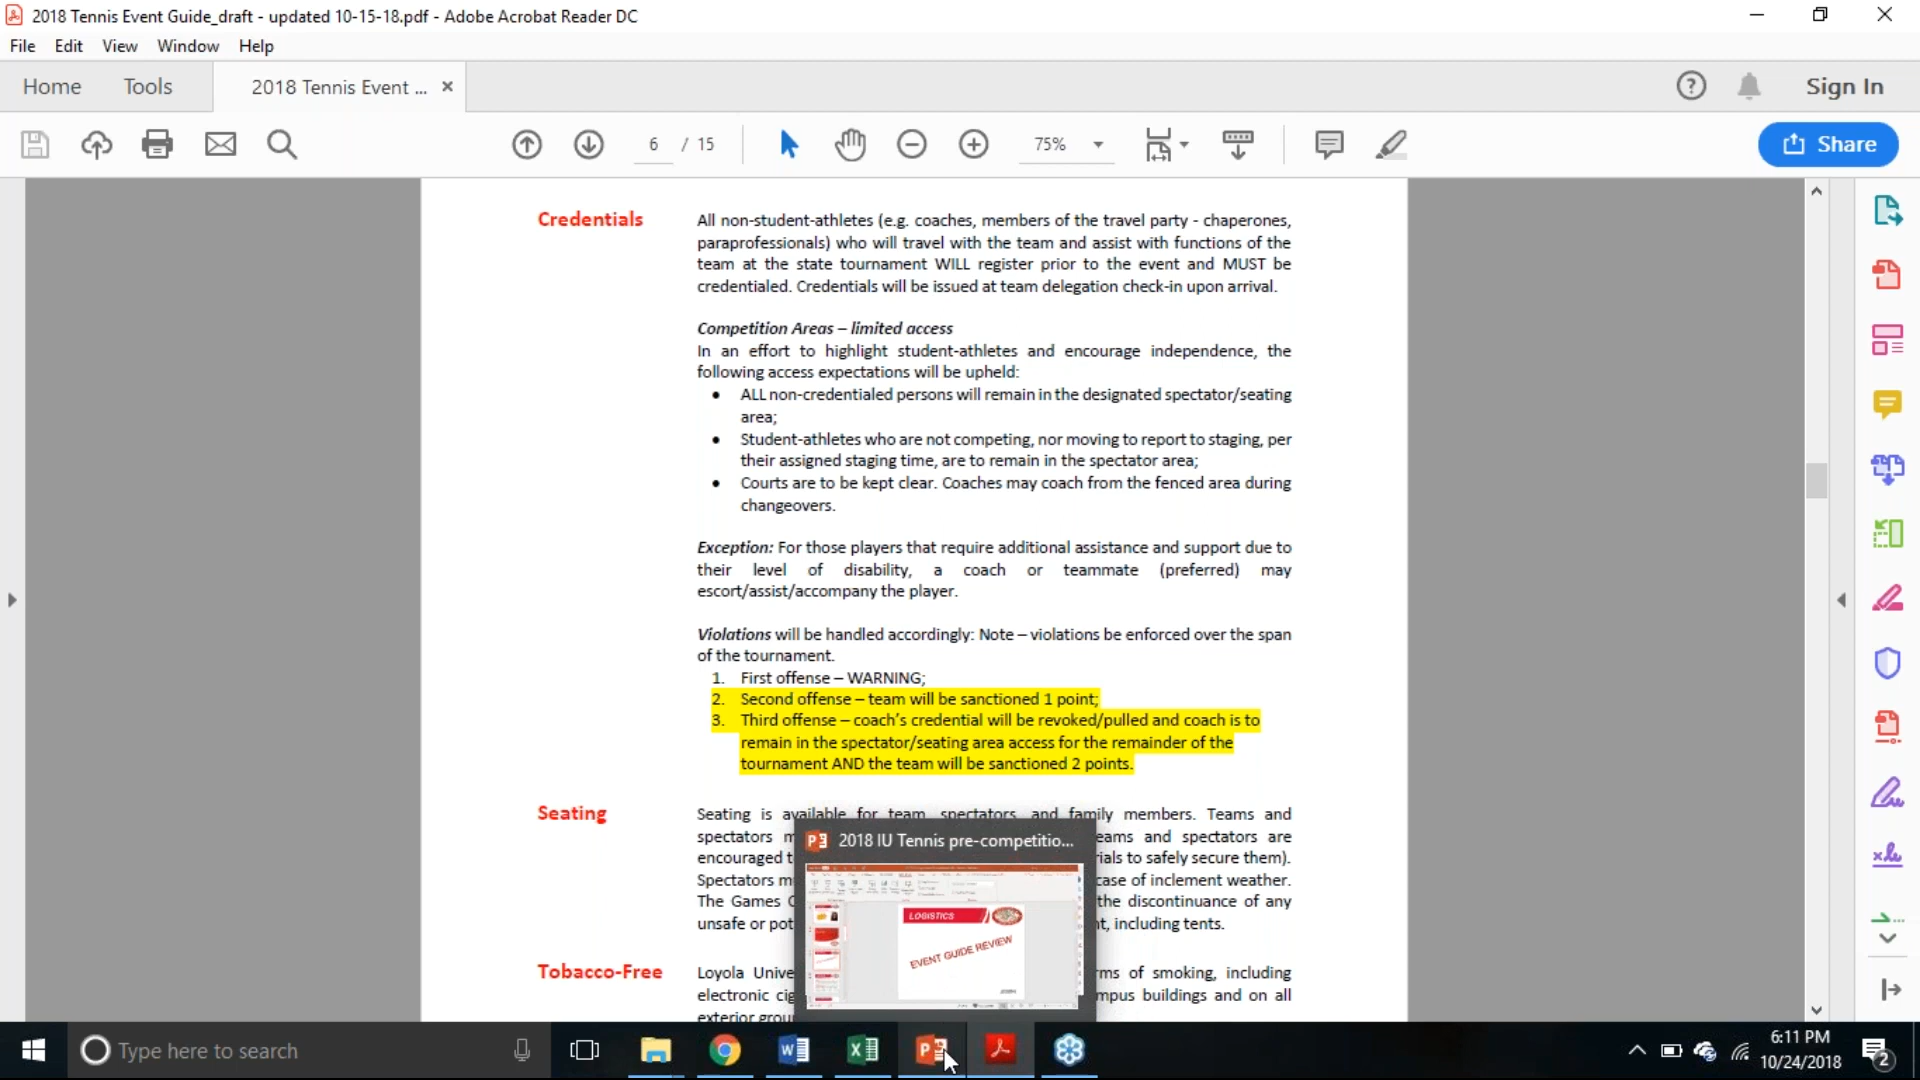 2018 Tennis Event Guide_draft - updated 10-15-18.pdf - Adobe Acrobat Reader DC
File Edit View Window Help
Home Tools 2018 Tennis Event ... × Sign In
6 / 15 75% Share
Credentials
All non-student-athletes (e.g. coaches, members of the travel party - chaperones,
paraprofessionals) who will travel with the team and assist with functions of the
team at the state tournament WILL register prior to the event and MUST be
credentialed. Credentials will be issued at team delegation check-in upon arrival.
Competition Areas – limited access
In an effort to highlight student-athletes and encourage independence, the
following access expectations will be upheld:
• ALL non-credentialed persons will remain in the designated spectator/seating
area;
• Student-athletes who are not competing, nor moving to report to staging, per
their assigned staging time, are to remain in the spectator area;
• Courts are to be kept clear. Coaches may coach from the fenced area during
changeovers.
Exception: For those players that require additional assistance and support due to
their level of disability, a coach or teammate (preferred) may
escort/assist/accompany the player.
Violations will be handled accordingly: Note – violations be enforced over the span
of the tournament.
1. First offense – WARNING;
2. Second offense – team will be sanctioned 1 point;
3. Third offense – coach's credential will be revoked/pulled and coach is to
remain in the spectator/seating area access for the remainder of the
tournament AND the team will be sanctioned 2 points.
Seating
Seating is available for team, spectators, and family members. Teams and
spectators m eams and spectators are
encouraged t ials to safely secure them).
Spectators m case of inclement weather.
The Games C the discontinuance of any
unsafe or pot t, including tents.
2018 IU Tennis pre-competitio...
LOGISTICS
EVENT GUIDE REVIEW
Tobacco-Free
Loyola Unive ms of smoking, including
electronic cig mpus buildings and on all
exterior grou
Type here to search
6:11 PM
10/24/2018
2